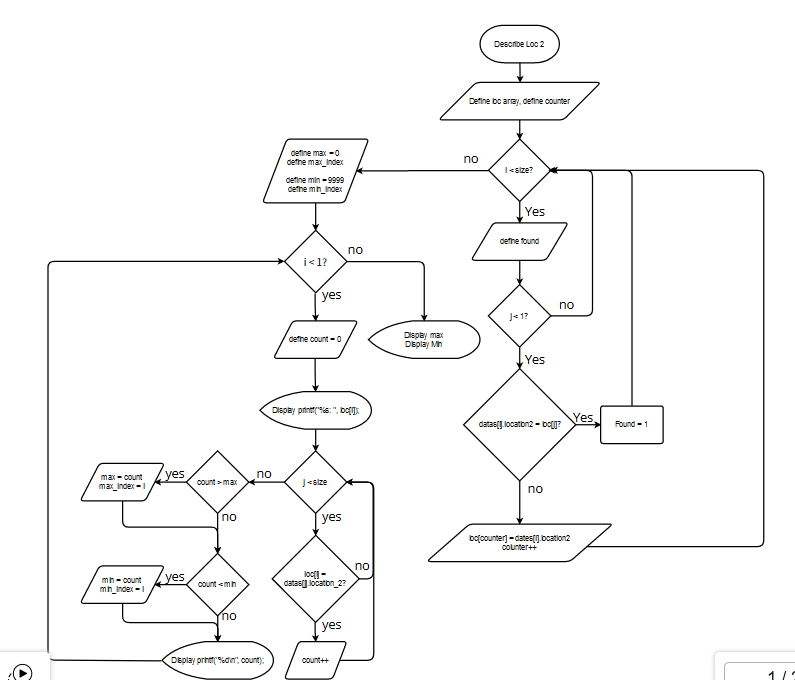 Describe Loc 2
Define loc array, define counter
i < size?
no
Yes
define max = 0
define max_index
define min = 9999
define min_index
define found
i < 1?
no
yes
j < 1?
no
Yes
define count = 0
Display max
Display Min
Display printf("%s: ", loc[i]);
datas[i].location2 = loc[j]?
Yes
Found = 1
no
loc[counter] = dates[i].location2
counter++
j < size
no
yes
count > max
yes
no
max = count
max_index = i
loc[i] =
datas[j].location_2?
no
yes
count++
count < min
yes
no
min = count
min_index = i
Display printf("%d\n", count);